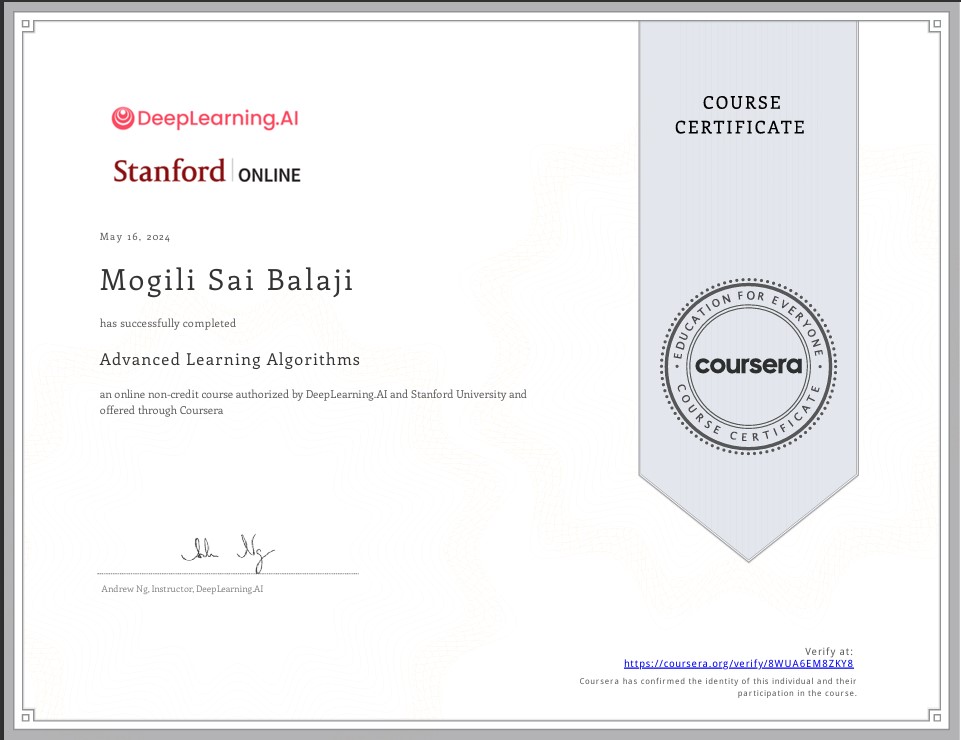 DeepLearning.AI
Stanford ONLINE
May 16, 2024
Mogili Sai Balaji
has successfully completed
Advanced Learning Algorithms
an online non-credit course authorized by DeepLearning.AI and Stanford University and
offered through Coursera
Andrew Ng
Andrew Ng, Instructor, DeepLearning.AI
COURSE
CERTIFICATE
EDUCATION FOR EVERYONE
coursera
COURSE CERTIFICATE
Verify at:
https://coursera.org/verify/8WUA6EM8ZKY8
Coursera has confirmed the identity of this individual and their
participation in the course.